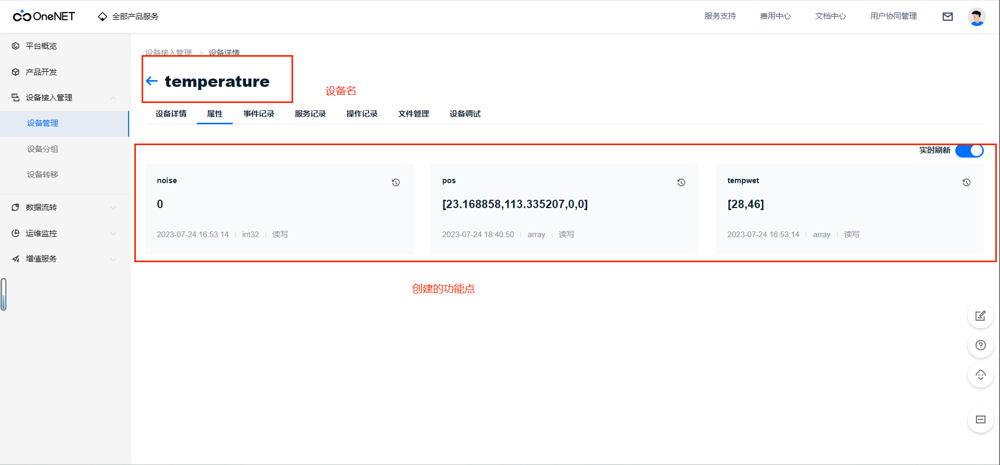 OneNET
全部产品服务
服务支持
费用中心
文档中心
用户协同管理
平台概览
产品开发
设备接入管理
设备管理
设备分组
设备转移
数据流转
运维监控
增值服务
设备接入管理 > 设备详情
temperature
设备名
设备详情 属性 事件记录 服务记录 操作记录 文件管理 设备调试
实时刷新
noise
0
2023-07-24 16:53:14 int32 读写
pos
[23.168858,113.335207,0,0]
2023-07-24 18:40:50 array 读写
tempwet
[28,46]
2023-07-24 16:53:14 array 读写
创建的功能点